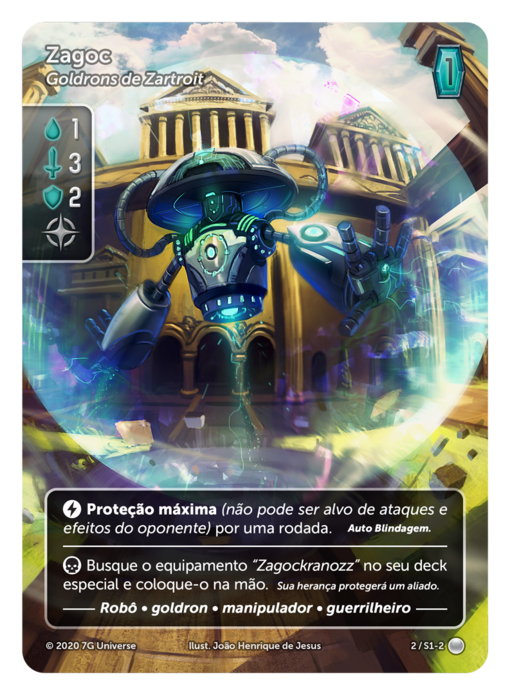 Zagoc
Goldrons de Zartroit
1
1
3
2
Proteção máxima (não pode ser alvo de ataques e
efeitos do oponente) por uma rodada. Auto Blindagem.
Busque o equipamento “Zagockranozz” no seu deck
especial e coloque-o na mão. Sua herança protegerá um aliado.
Robô • goldron • manipulador • guerrilheiro
© 2020 7G Universe Ilust. João Henrique de Jesus 2 / S1-2